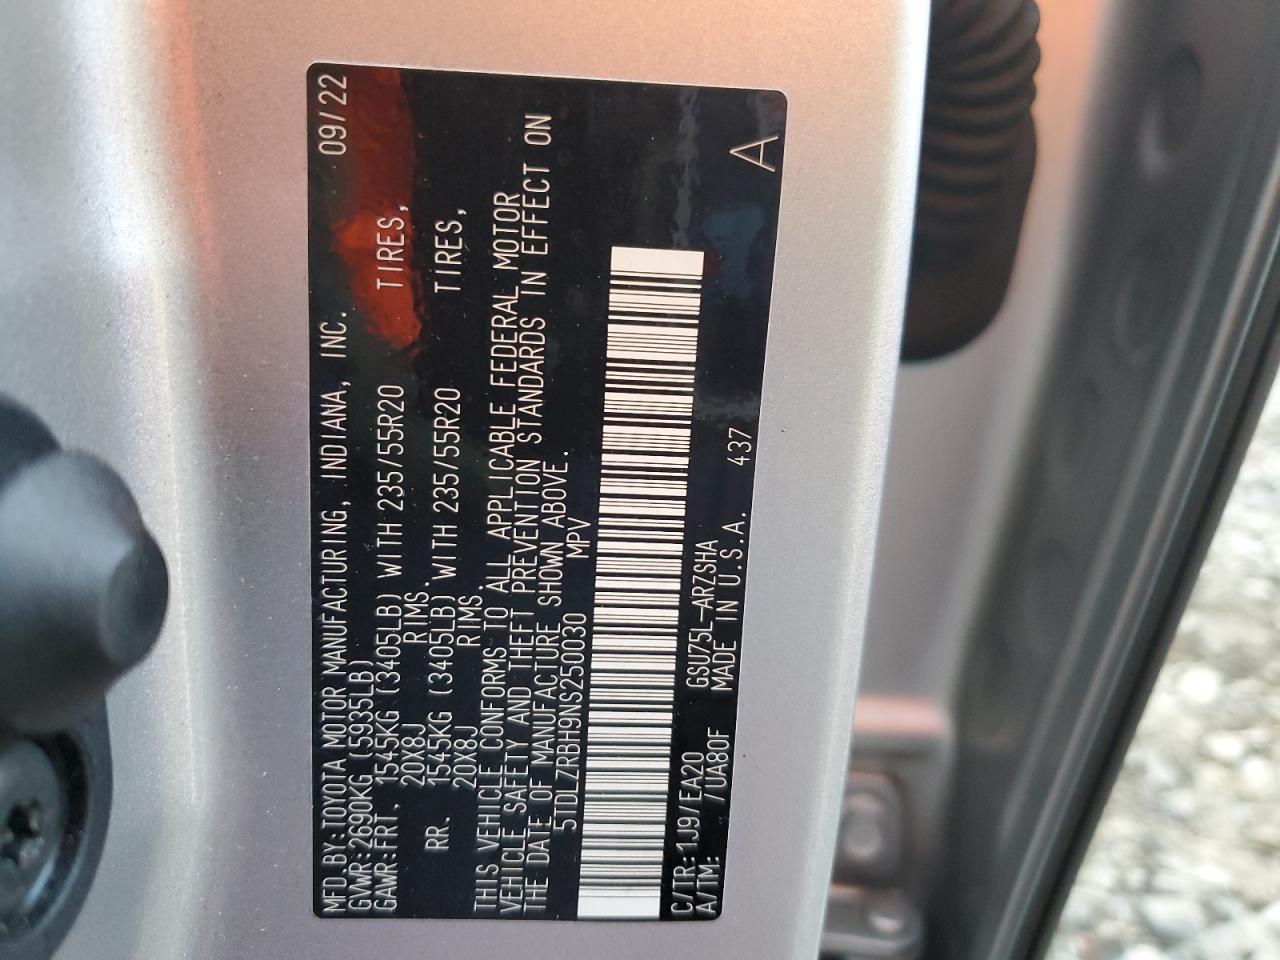 MFD.BY:TOYOTA MOTOR MANUFACTURING, INDIANA, INC. 09/22
GVWR:2690KG (5935LB)
GAWR:FRT. 1545KG (3405LB) WITH 235/55R20 TIRES,
20X8J RIMS.
RR. 1545KG (3405LB) WITH 235/55R20 TIRES,
20X8J RIMS.
THIS VEHICLE CONFORMS TO ALL APPLICABLE FEDERAL MOTOR
VEHICLE SAFETY AND THEFT PREVENTION STANDARDS IN EFFECT ON
THE DATE OF MANUFACTURE SHOWN ABOVE.
5TDLZRBH9NS250030 MPV
C/TR:1J9/EA20 GSU75L-ARZSHA
A/TM: /UA80F MADE IN U.S.A. 437 A